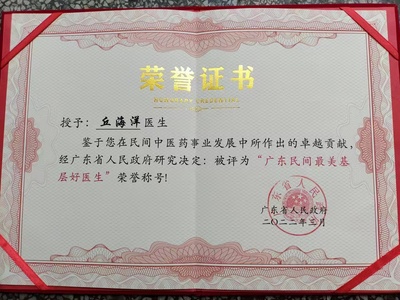 荣誉证书
授予：丘海洋医生
鉴于您在民间中医药事业发展中所作出的卓越贡献，
经广东省人民政府研究决定：被评为“广东民间最美基
层好医生”荣誉称号！
广东省人民政府
二〇二二年三月